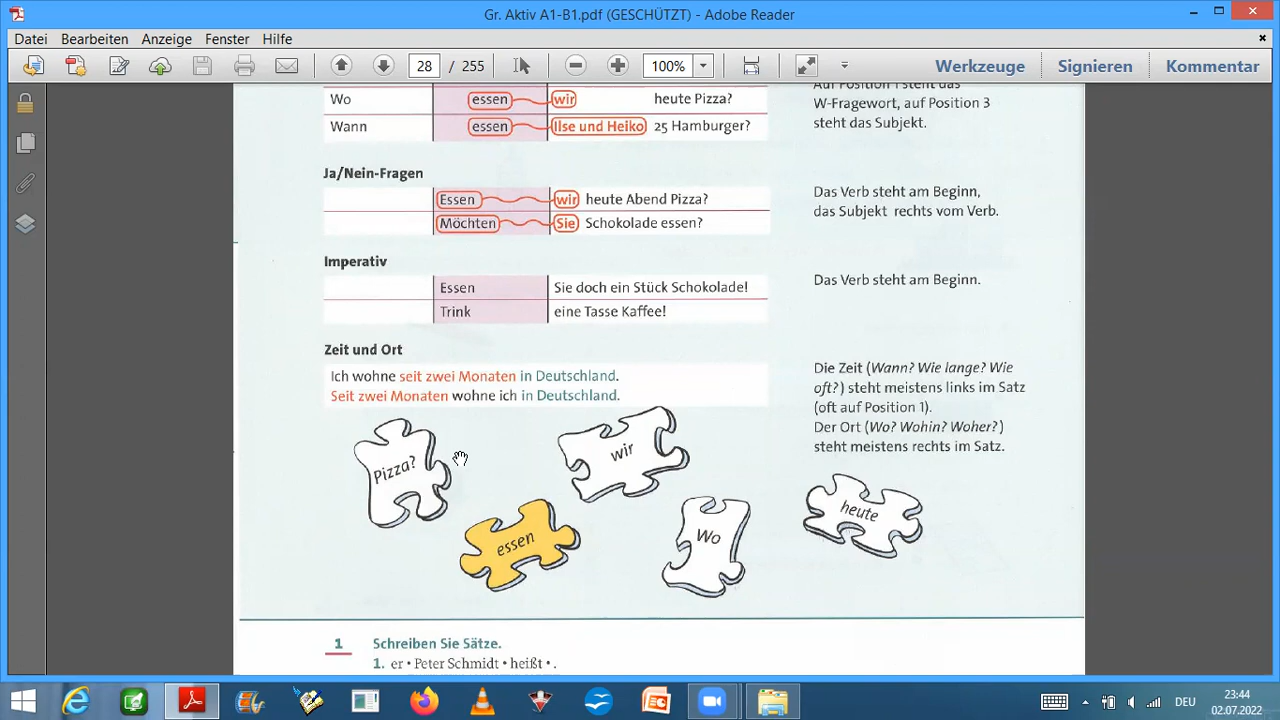 Gr. Aktiv A1-B1.pdf (GESCHÜTZT) - Adobe Reader
Datei Bearbeiten Anzeige Fenster Hilfe
28 / 255 100% Werkzeuge Signieren Kommentar
Auf Position 1 steht das
Wo essen wir heute Pizza? W-Fragewort, auf Position 3
Wann essen Ilse und Heiko 25 Hamburger? steht das Subjekt.
Ja/Nein-Fragen
Essen wir heute Abend Pizza? Das Verb steht am Beginn,
Möchten Sie Schokolade essen? das Subjekt rechts vom Verb.
Imperativ
Essen Sie doch ein Stück Schokolade! Das Verb steht am Beginn.
Trink eine Tasse Kaffee!
Zeit und Ort
Ich wohne seit zwei Monaten in Deutschland.
Seit zwei Monaten wohne ich in Deutschland.
Die Zeit (Wann? Wie lange? Wie
oft?) steht meistens links im Satz
(oft auf Position 1).
Der Ort (Wo? Wohin? Woher?)
steht meistens rechts im Satz.
Pizza?
wir
essen
Wo
heute
1 Schreiben Sie Sätze.
1. er • Peter Schmidt • heißt • .
DEU
23:44
02.07.2022